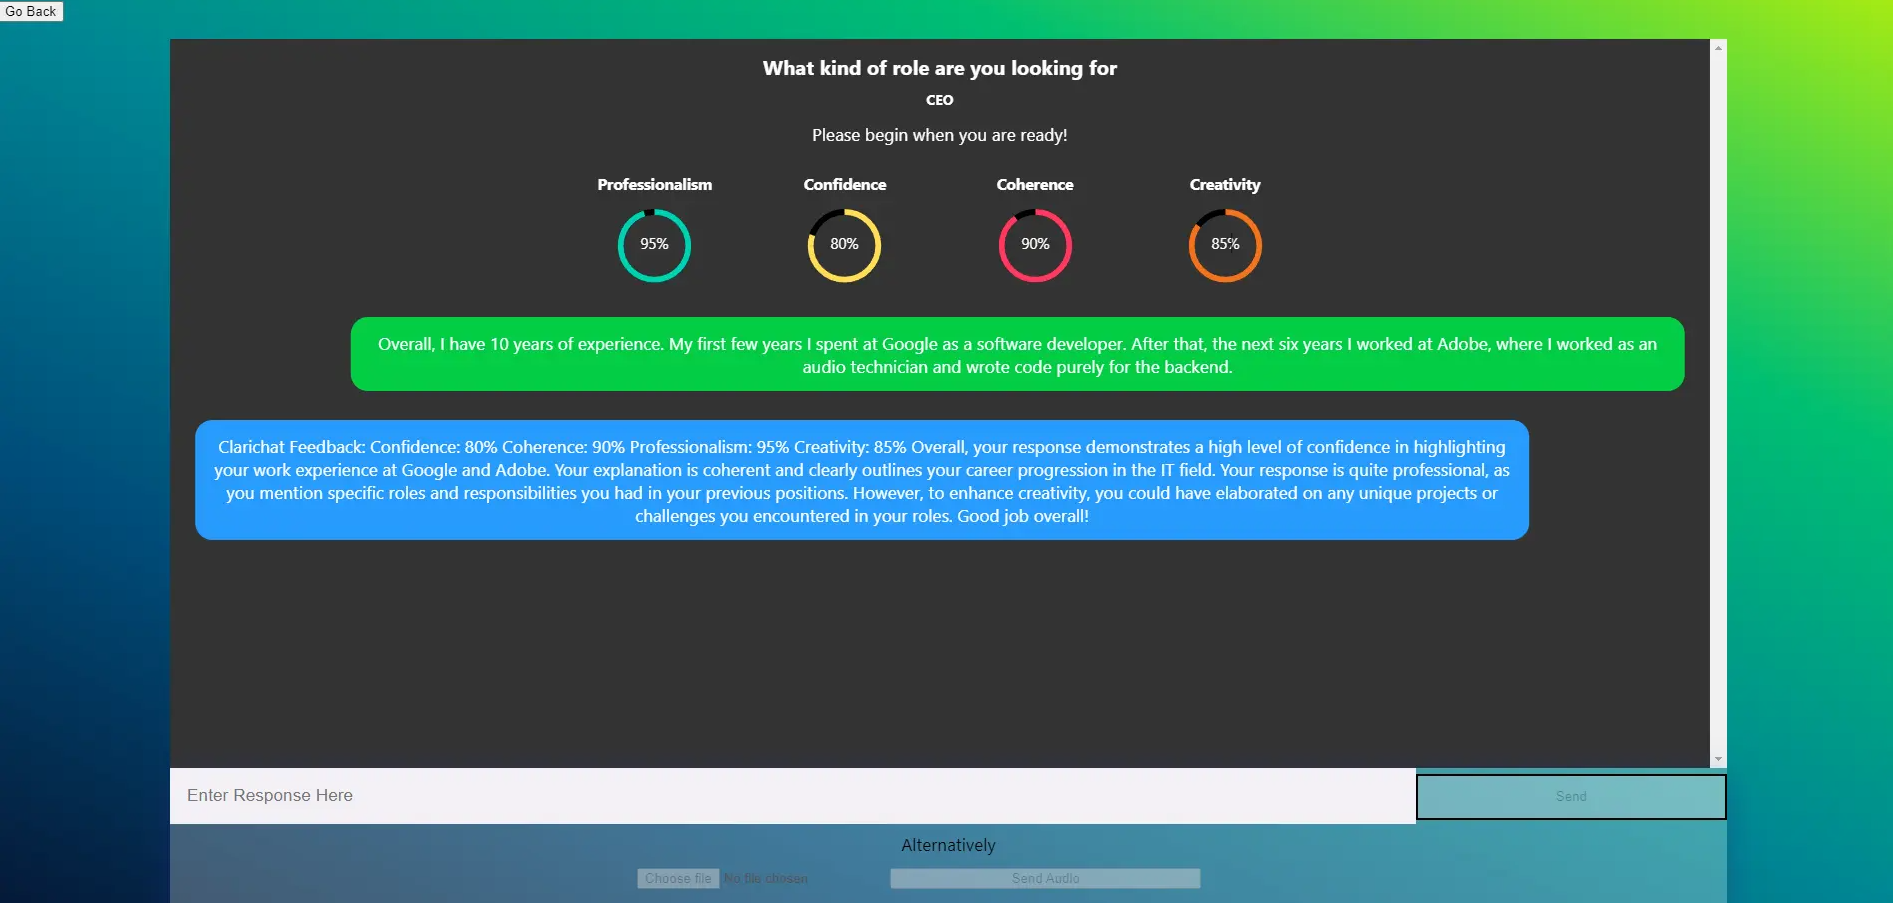 Go Back
What kind of role are you looking for
CEO
Please begin when you are ready!
Professionalism Confidence Coherence Creativity
95% 80% 90% 85%
Overall, I have 10 years of experience. My first few years I spent at Google as a software developer. After that, the next six years I worked at Adobe, where I worked as an
audio technician and wrote code purely for the backend.
Clarichat Feedback: Confidence: 80% Coherence: 90% Professionalism: 95% Creativity: 85% Overall, your response demonstrates a high level of confidence in highlighting
your work experience at Google and Adobe. Your explanation is coherent and clearly outlines your career progression in the IT field. Your response is quite professional, as
you mention specific roles and responsibilities you had in your previous positions. However, to enhance creativity, you could have elaborated on any unique projects or
challenges you encountered in your roles. Good job overall!
Enter Response Here Send
Alternatively
Choose file No file chosen Send Audio